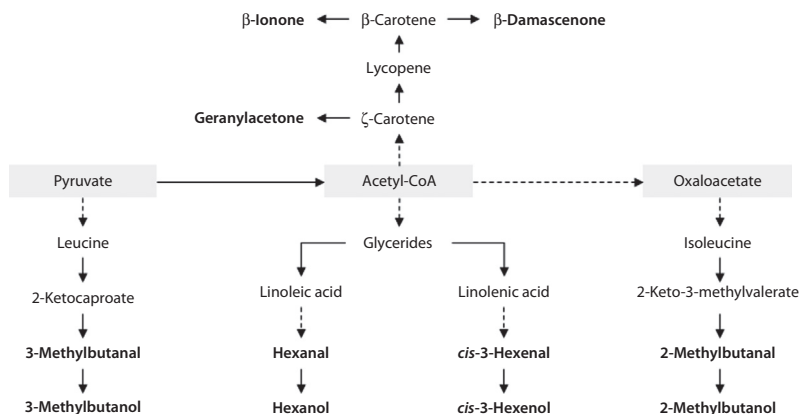 β-Ionone β-Carotene β-Damascenone
Lycopene
Geranylacetone ζ-Carotene
Pyruvate Acetyl-CoA Oxaloacetate
Leucine Glycerides Isoleucine
2-Ketocaproate Linoleic acid Linolenic acid 2-Keto-3-methylvalerate
3-Methylbutanal Hexanal cis-3-Hexenal 2-Methylbutanal
3-Methylbutanol Hexanol cis-3-Hexenol 2-Methylbutanol